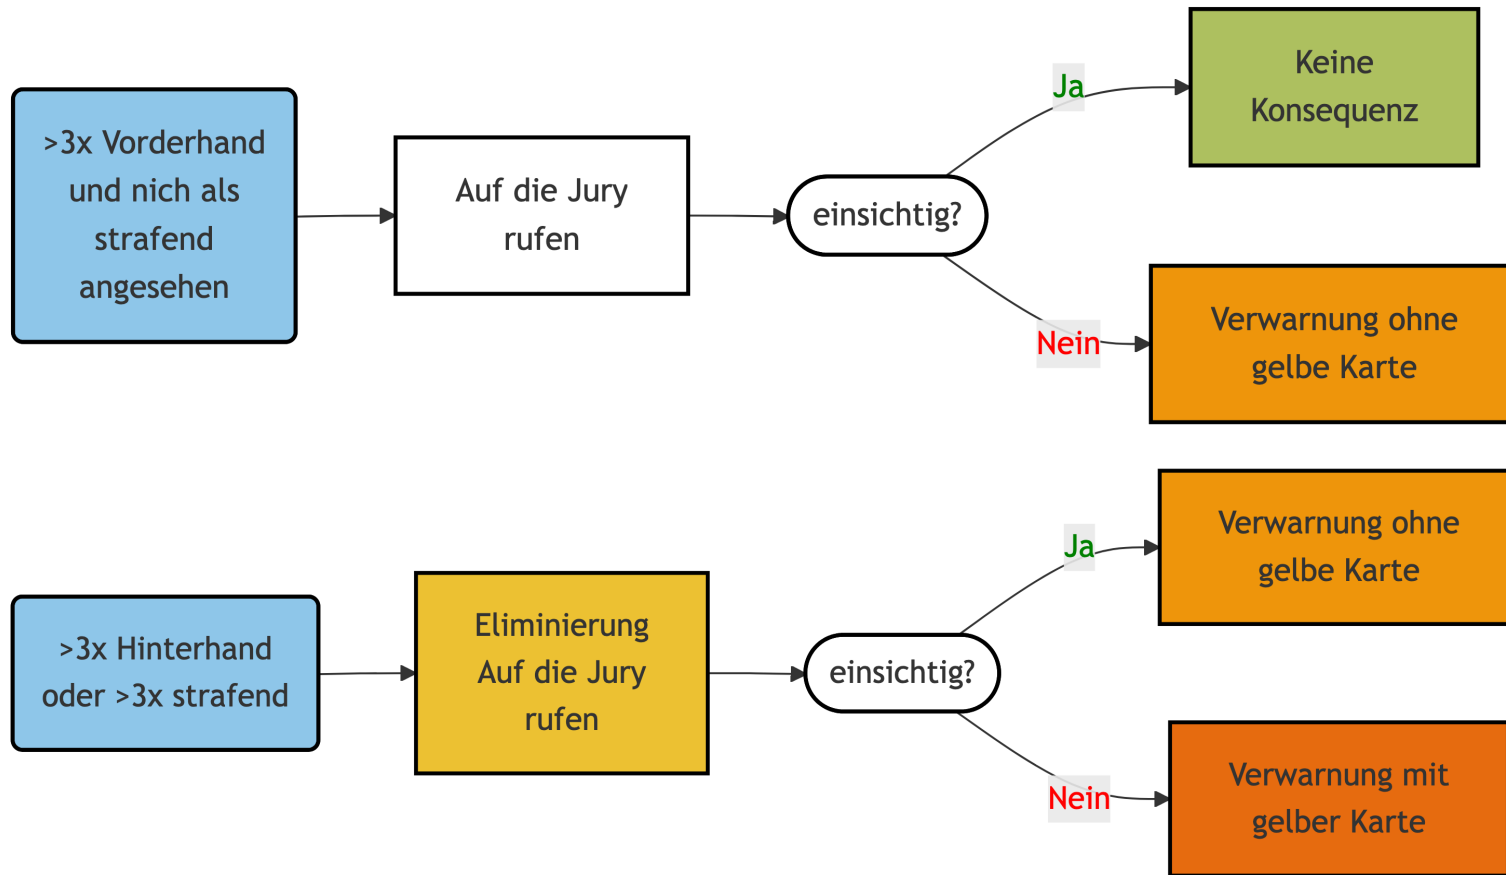 >3x Vorderhand
und nich als
strafend
angesehen
Auf die Jury
rufen
einsichtig?
Ja
Keine
Konsequenz
Nein
Verwarnung ohne
gelbe Karte
>3x Hinterhand
oder >3x strafend
Eliminierung
Auf die Jury
rufen
einsichtig?
Ja
Verwarnung ohne
gelbe Karte
Nein
Verwarnung mit
gelber Karte